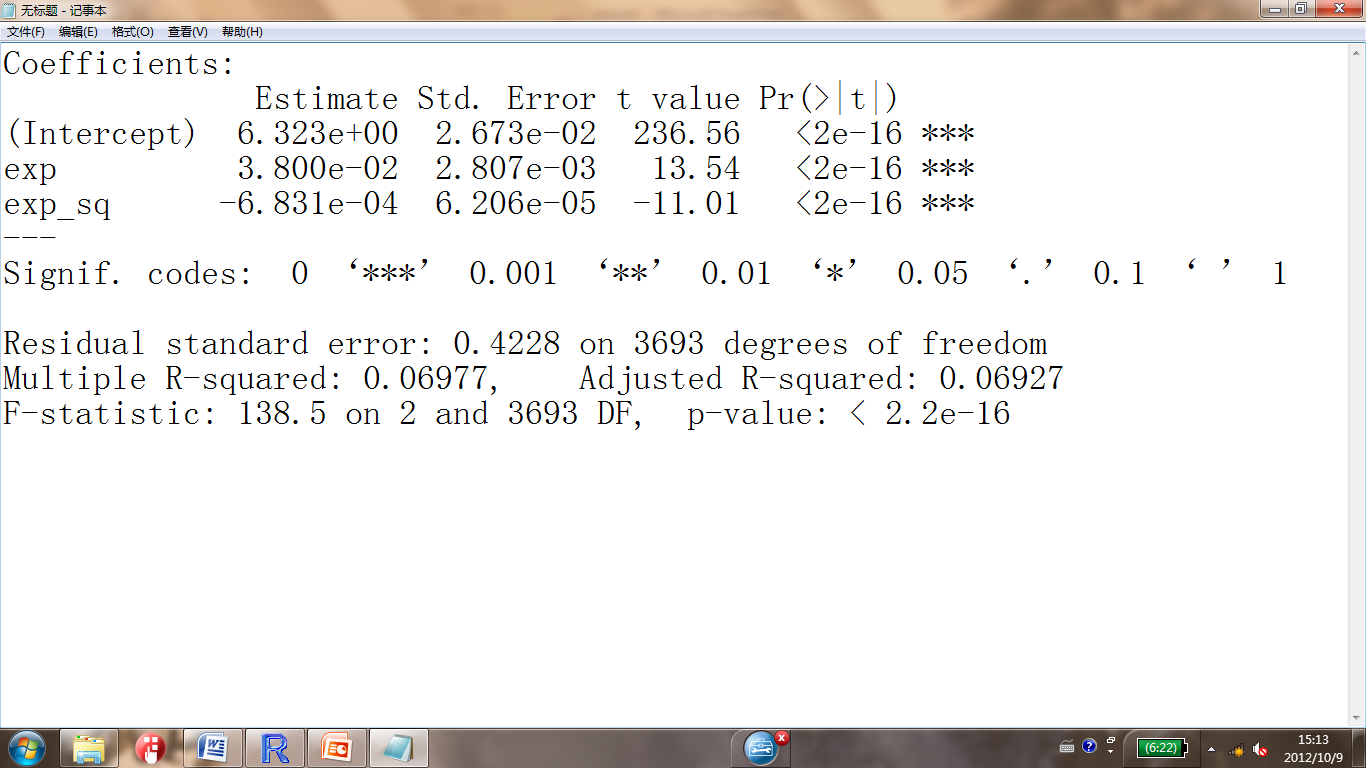 无标题 - 记事本
文件(F) 编辑(E) 格式(O) 查看(V) 帮助(H)
Coefficients:
Estimate Std. Error t value Pr(>|t|)
(Intercept) 6.323e+00 2.673e-02 236.56 <2e-16 ***
exp 3.800e-02 2.807e-03 13.54 <2e-16 ***
exp_sq -6.831e-04 6.206e-05 -11.01 <2e-16 ***
---
Signif. codes: 0 ‘***’ 0.001 ‘**’ 0.01 ‘*’ 0.05 ‘.’ 0.1 ‘ ’ 1
Residual standard error: 0.4228 on 3693 degrees of freedom
Multiple R-squared: 0.06977, Adjusted R-squared: 0.06927
F-statistic: 138.5 on 2 and 3693 DF, p-value: < 2.2e-16
(6:22)
15:13
2012/10/9